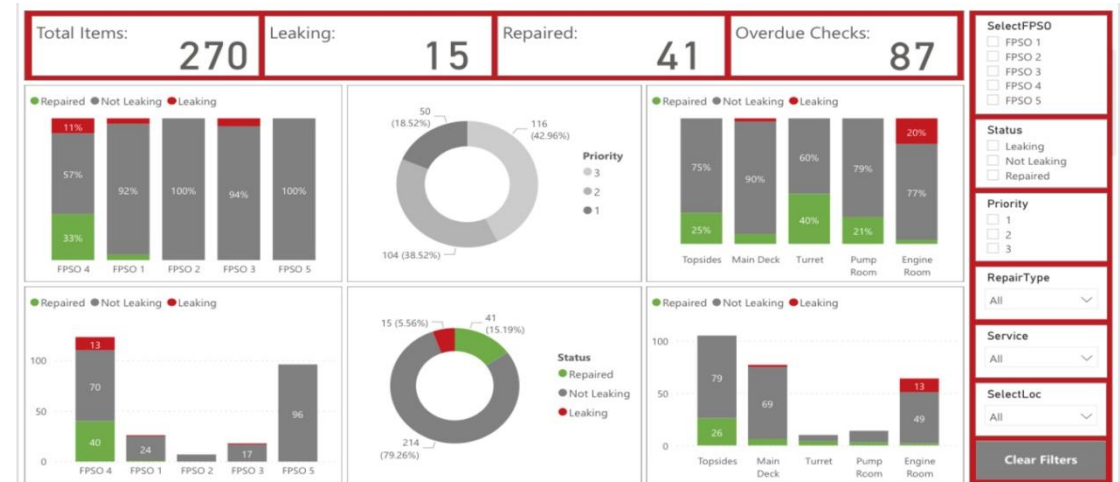 Total Items:
270
Leaking:
15
Repaired:
41
Overdue Checks:
87
SelectFPSO
FPSO 1
FPSO 2
FPSO 3
FPSO 4
FPSO 5
Status
Leaking
Not Leaking
Repaired
Priority
1
2
3
RepairType
All
Service
All
SelectLoc
All
Clear Filters
Repaired Not Leaking Leaking
11%
57%
33%
92%
100%
94%
100%
FPSO 4 FPSO 1 FPSO 2 FPSO 3 FPSO 5
50
(18.52%)
116
(42.96%)
104 (38.52%)
Priority
3
2
1
Repaired Not Leaking Leaking
75%
25%
90%
60%
40%
79%
21%
20%
77%
Topsides Main Deck Turret Pump Room Engine Room
Repaired Not Leaking Leaking
100
50
0
13
70
40
24
17
96
FPSO 4 FPSO 1 FPSO 2 FPSO 3 FPSO 5
15 (5.56%)
41
(15.19%)
214
(79.26%)
Status
Repaired
Not Leaking
Leaking
Repaired Not Leaking Leaking
100
50
0
79
26
69
13
49
Topsides Main Deck Turret Pump Room Engine Room